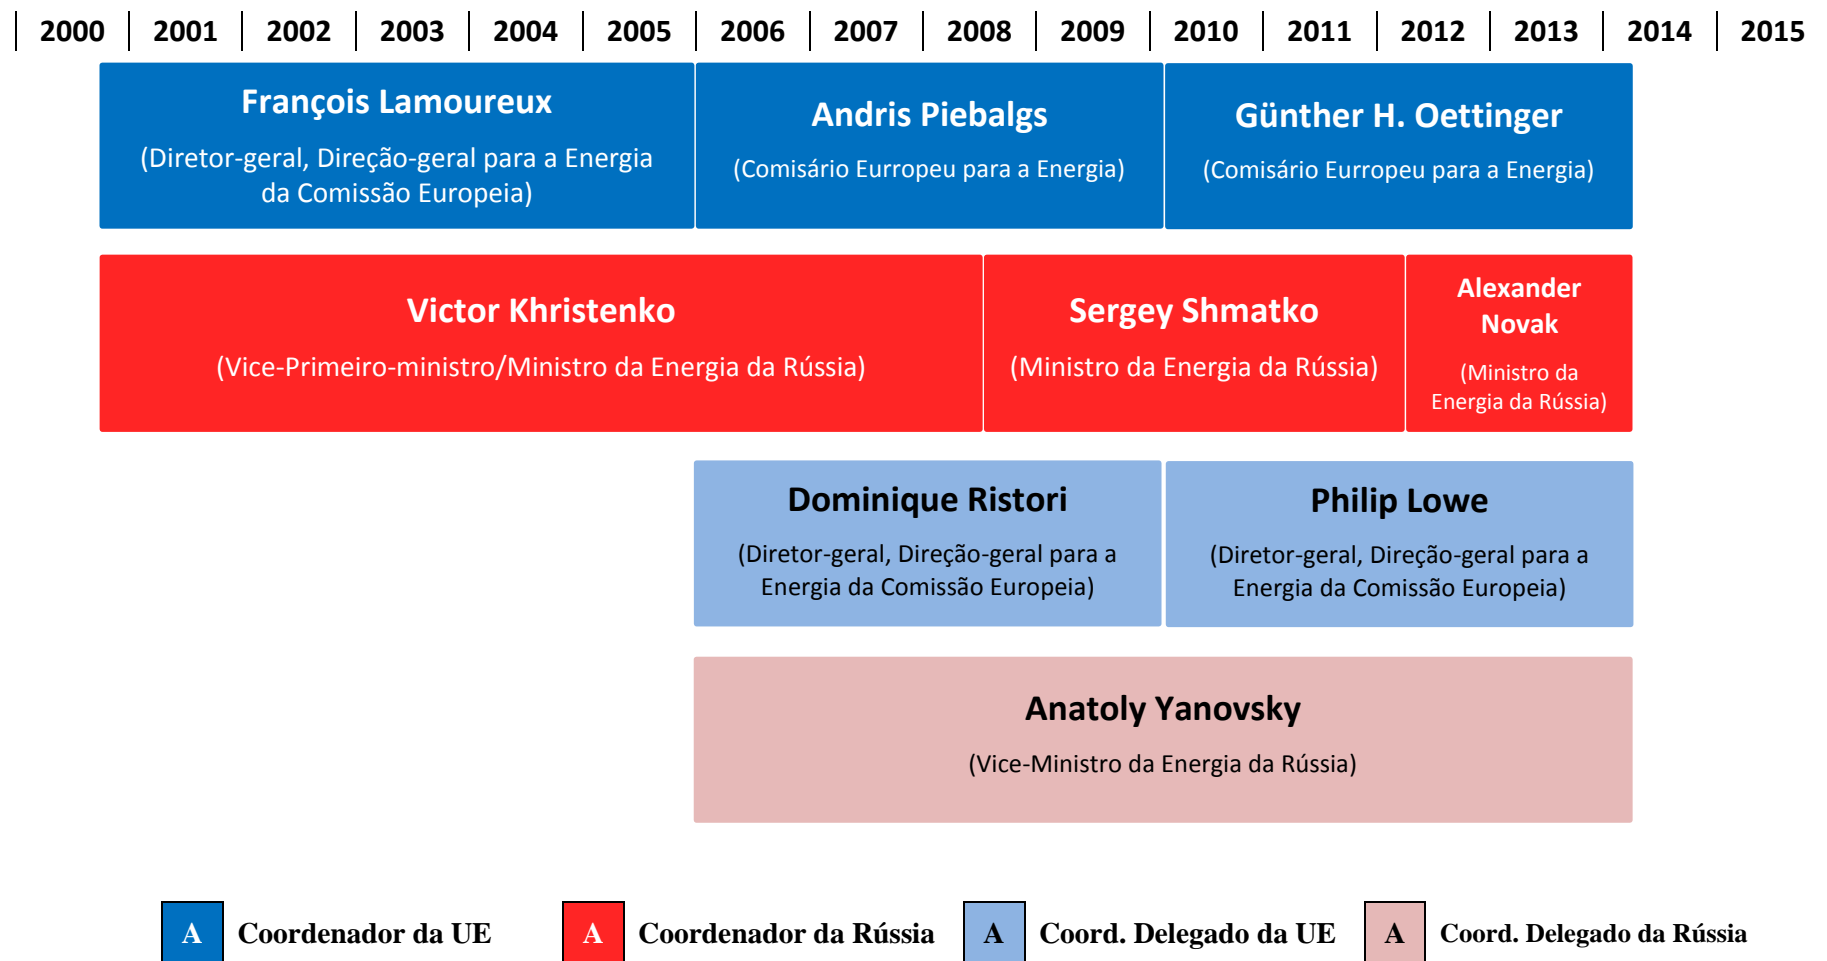 2000 2001 2002 2003 2004 2005 2006 2007 2008 2009 2010 2011 2012 2013 2014 2015
François Lamoureux
(Diretor-geral, Direção-geral para a Energia
da Comissão Europeia)
Andris Piebalgs
(Comisário Eurropeu para a Energia)
Günther H. Oettinger
(Comisário Eurropeu para a Energia)
Victor Khristenko
(Vice-Primeiro-ministro/Ministro da Energia da Rússia)
Sergey Shmatko
(Ministro da Energia da Rússia)
Alexander
Novak
(Ministro da
Energia da Rússia)
Dominique Ristori
(Diretor-geral, Direção-geral para a
Energia da Comissão Europeia)
Philip Lowe
(Diretor-geral, Direção-geral para a
Energia da Comissão Europeia)
Anatoly Yanovsky
(Vice-Ministro da Energia da Rússia)
A Coordenador da UE
A Coordenador da Rússia
A Coord. Delegado da UE
A Coord. Delegado da Rússia